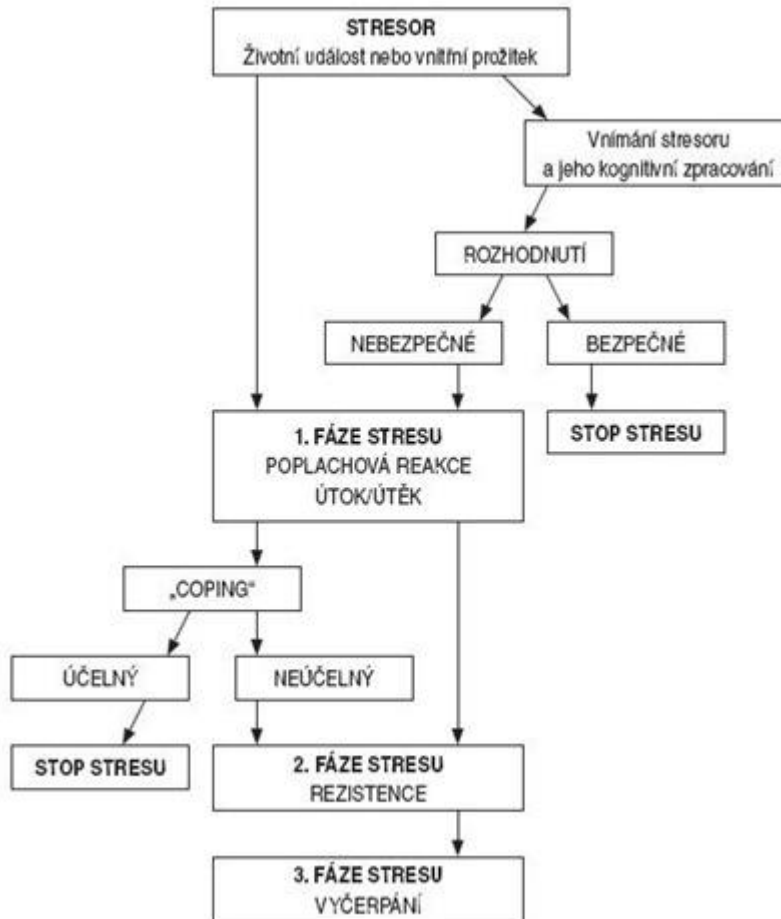 STRESOR
Životní událost nebo vnitřní prožitek
Vnímání stresoru
a jeho kognitivní zpracování
ROZHODNUTÍ
NEBEZPEČNÉ
BEZPEČNÉ
1. FÁZE STRESU
POPLACHOVÁ REAKCE
ÚTOK/ÚTĚK
STOP STRESU
„COPING“
ÚČELNÝ
NEÚČELNÝ
STOP STRESU
2. FÁZE STRESU
REZISTENCE
3. FÁZE STRESU
VYČERPÁNÍ